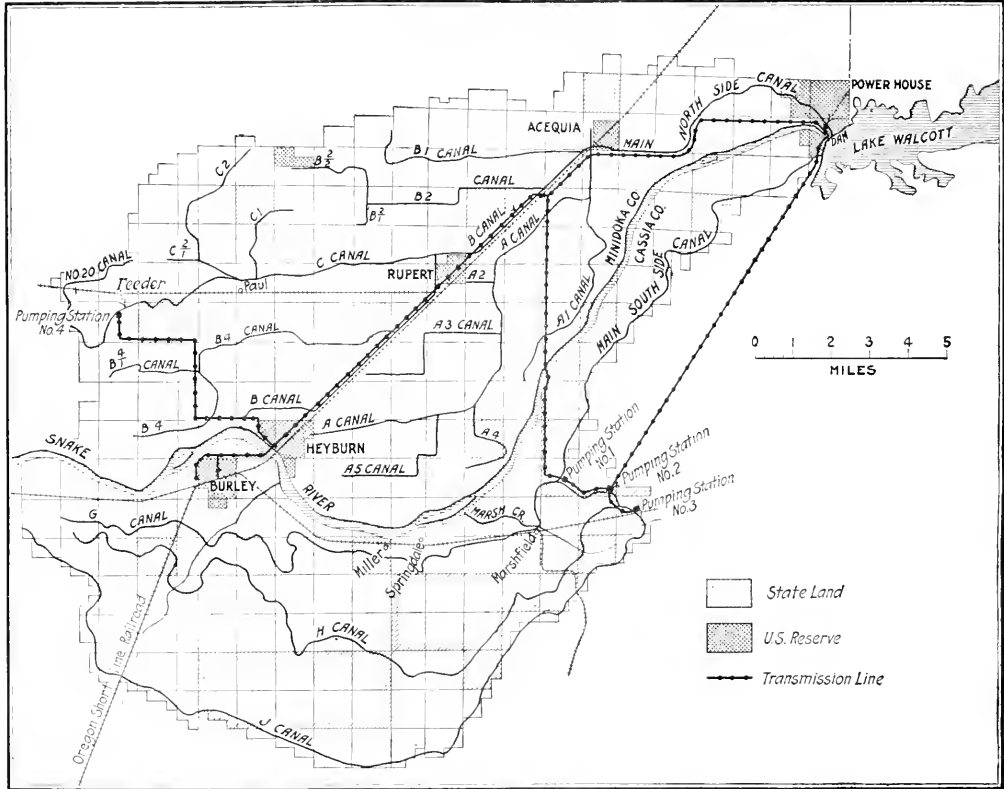 POWER HOUSE
NORTH SIDE CANAL
MAIN
DAM
LAKE WALCOTT
ACEQUIA
B1 CANAL
B 2/2
C2
B2 CANAL
B 2/1
C1
C 2/1
B CANAL
A CANAL
MINIDOKA CO.
CASSIA CO.
NO 20 CANAL
C CANAL
RUPERT
A2
Feeder
Paul
MAIN SOUTH SIDE CANAL
A1 CANAL
Pumping Station
No. 4
B4 CANAL
A3 CANAL
B 4/1 CANAL
0 1 2 3 4 5
MILES
B 4
B CANAL
A CANAL
A4
HEYBURN
SNAKE
RIVER
A5 CANAL
Pumping Station
No. 1
Pumping Station
No. 2
Pumping Station
No. 3
BURLEY
G CANAL
MARSH CR.
Miller
Springdale
Marshfield
H CANAL
J CANAL
Oregon Short Line Railroad
State Land
U.S. Reserve
Transmission Line